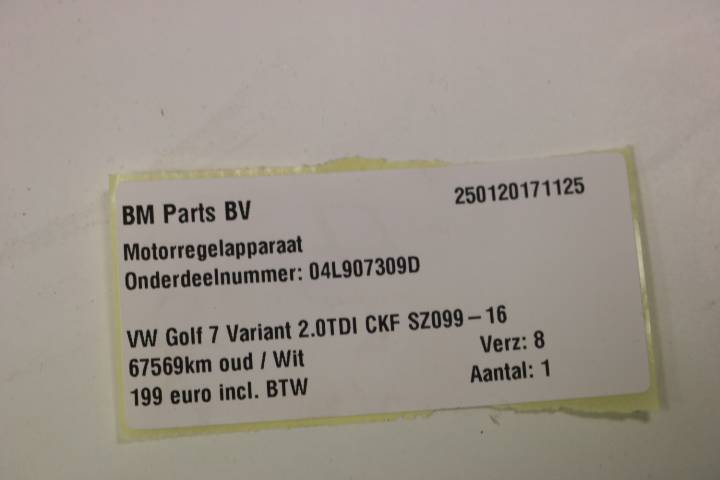 BM Parts BV
250120171125
Motorregelapparaat
Onderdeelnummer: 04L907309D
VW Golf 7 Variant 2.0TDI CKF SZ099-16
67569km oud / Wit
Verz: 8
199 euro incl. BTW
Aantal: 1